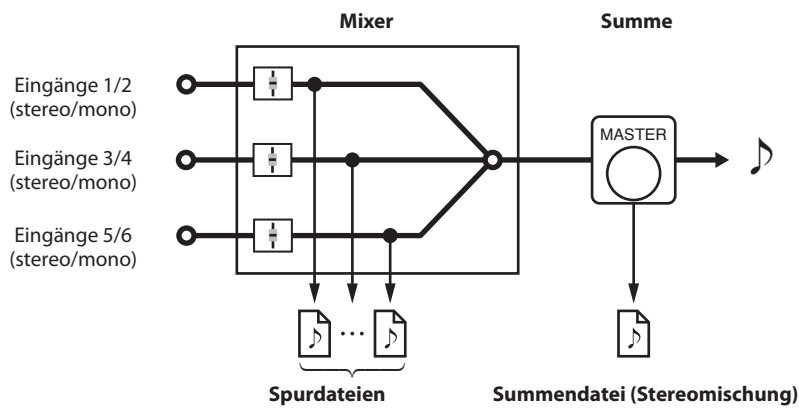 Mixer
Summe
Eingänge 1/2
(stereo/mono)
MASTER
Eingänge 3/4
(stereo/mono)
Eingänge 5/6
(stereo/mono)
...
Spurdateien
Summendatei (Stereomischung)